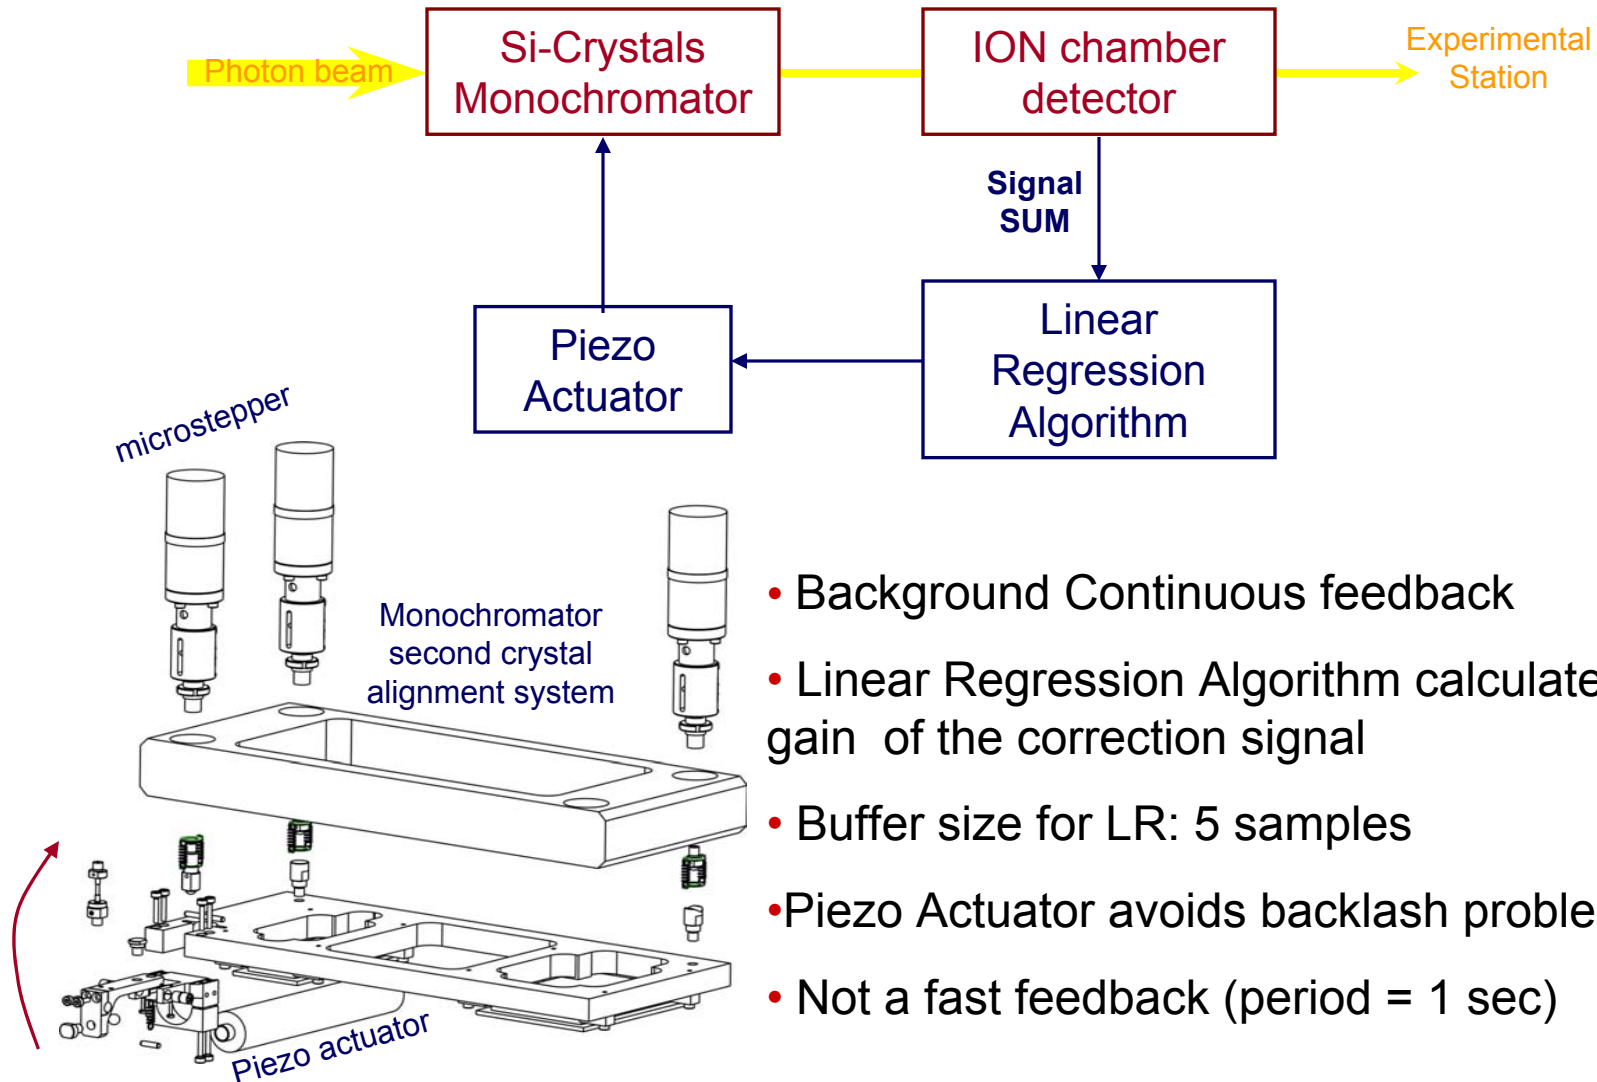 Photon beam
Si-Crystals
Monochromator
ION chamber
detector
Experimental
Station
Signal
SUM
Piezo
Actuator
Linear
Regression
Algorithm
microstepper
Monochromator
second crystal
alignment system
Piezo actuator
• Background Continuous feedback
• Linear Regression Algorithm calculate
gain of the correction signal
• Buffer size for LR: 5 samples
•Piezo Actuator avoids backlash proble
• Not a fast feedback (period = 1 sec)